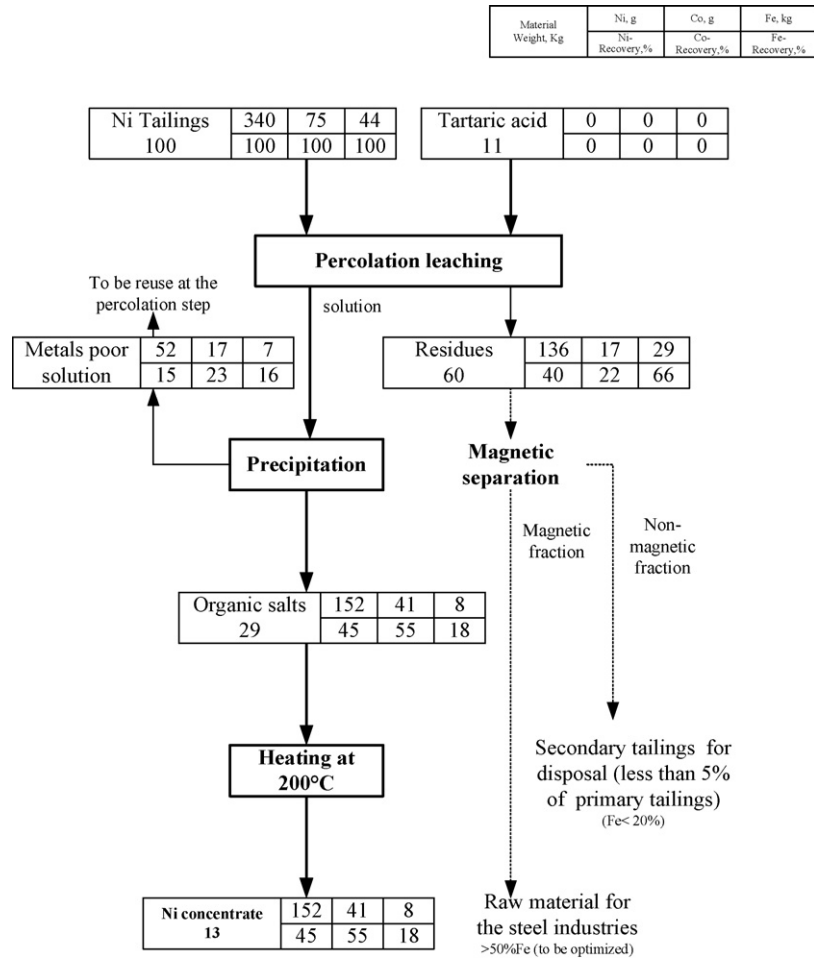 Material Weight, Kg Ni, g Co, g Fe, kg
Ni-Recovery,% Co-Recovery,% Fe-Recovery,%
Ni Tailings 340 75 44
100 100 100 100
Tartaric acid 0 0 0
11 0 0 0
Percolation leaching
To be reuse at the
percolation step
solution
Metals poor 52 17 7
solution 15 23 16
Residues 136 17 29
60 40 22 66
Precipitation
Magnetic
separation
Magnetic
fraction
Non-
magnetic
fraction
Organic salts 152 41 8
29 45 55 18
Heating at
200°C
Secondary tailings for
disposal (less than 5%
of primary tailings)
(Fe< 20%)
Ni concentrate 152 41 8
13 45 55 18
Raw material for
the steel industries
>50%Fe (to be optimized)